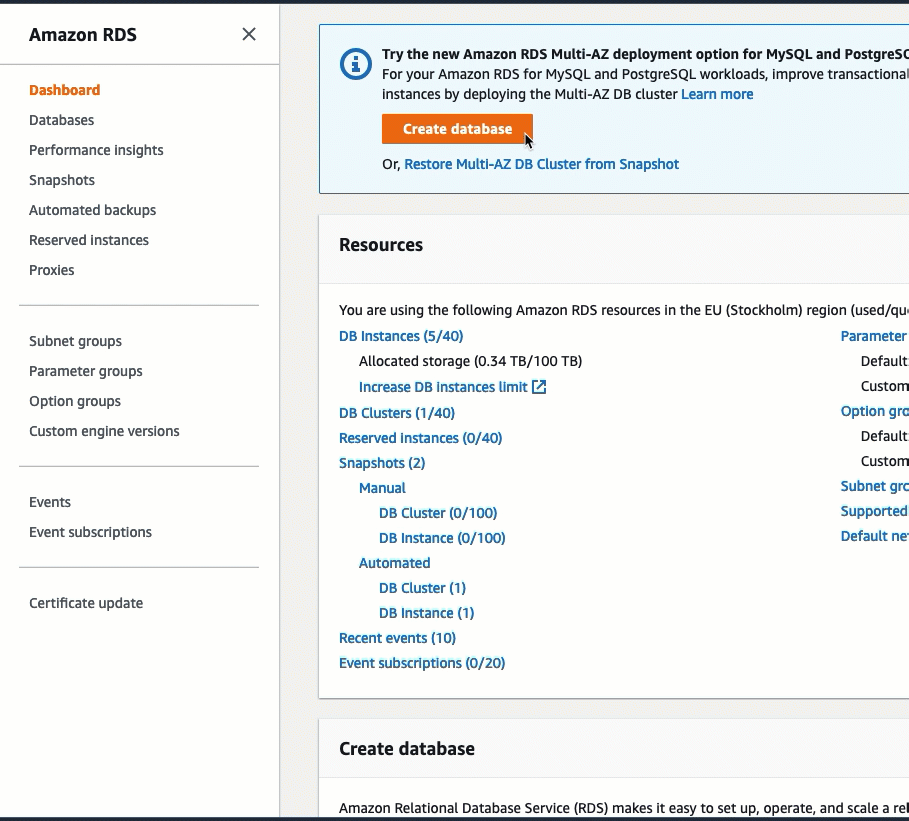 Amazon RDS
Dashboard
Databases
Performance insights
Snapshots
Automated backups
Reserved instances
Proxies
Subnet groups
Parameter groups
Option groups
Custom engine versions
Events
Event subscriptions
Certificate update
Try the new Amazon RDS Multi-AZ deployment option for MySQL and
For your Amazon RDS for MySQL and PostgreSQL workloads, improve transactional
instances by deploying the Multi-AZ DB cluster Learn more
Create database
Or, Restore Multi-AZ DB Cluster from Snapshot
Resources
You are using the following Amazon RDS resources in the EU (Stockholm) region
DB Instances (5/40)
Allocated storage (0.34 TB/100 TB)
Increase DB instances limit
DB Clusters (1/40)
Reserved instances (0/40)
Snapshots (2)
Manual
DB Cluster (0/100)
DB Instance (0/100)
Automated
DB Cluster (1)
DB Instance (1)
Recent events (10)
Event subscriptions (0/20)
Parameter
Default
Custom
Option
Default
Custom
Subnet
Supported
Default
Create database
Amazon Relational Database Service (RDS) makes it easy to set up, operate, and scale a